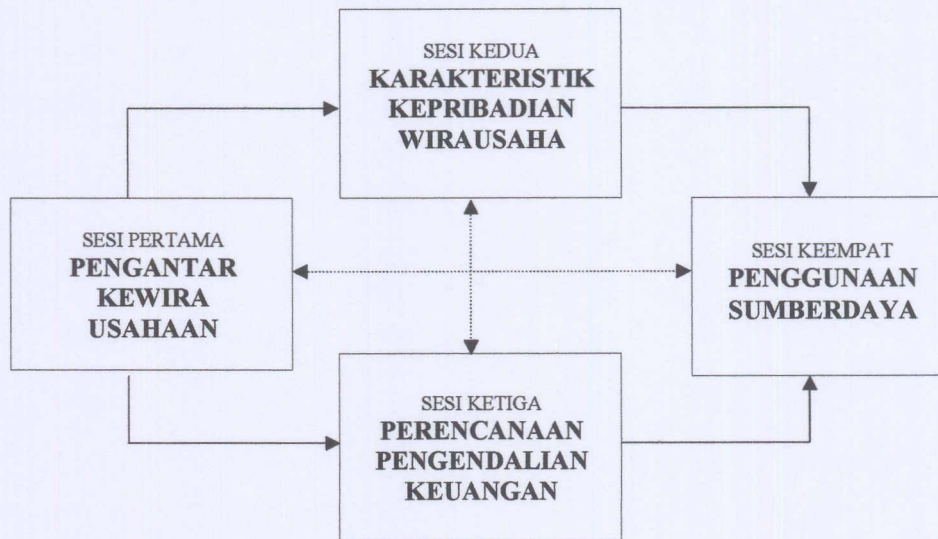 SESI KEDUA
KARAKTERISTIK
KEPRIBADIAN
WIRAUSAHA
SESI PERTAMA
PENGANTAR
KEWIRA
USAHAAN
SESI KEEMPAT
PENGGUNAAN
SUMBERDAYA
SESI KETIGA
PERENCANAAN
PENGENDALIAN
KEUANGAN